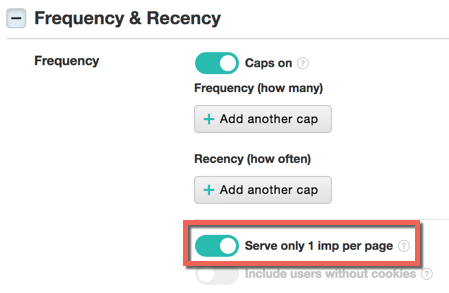 Frequency & Recency
Frequency
Caps on ?
Frequency (how many)
+ Add another cap
Recency (how often)
+ Add another cap
Serve only 1 imp per page ?
Include users without cookies ?